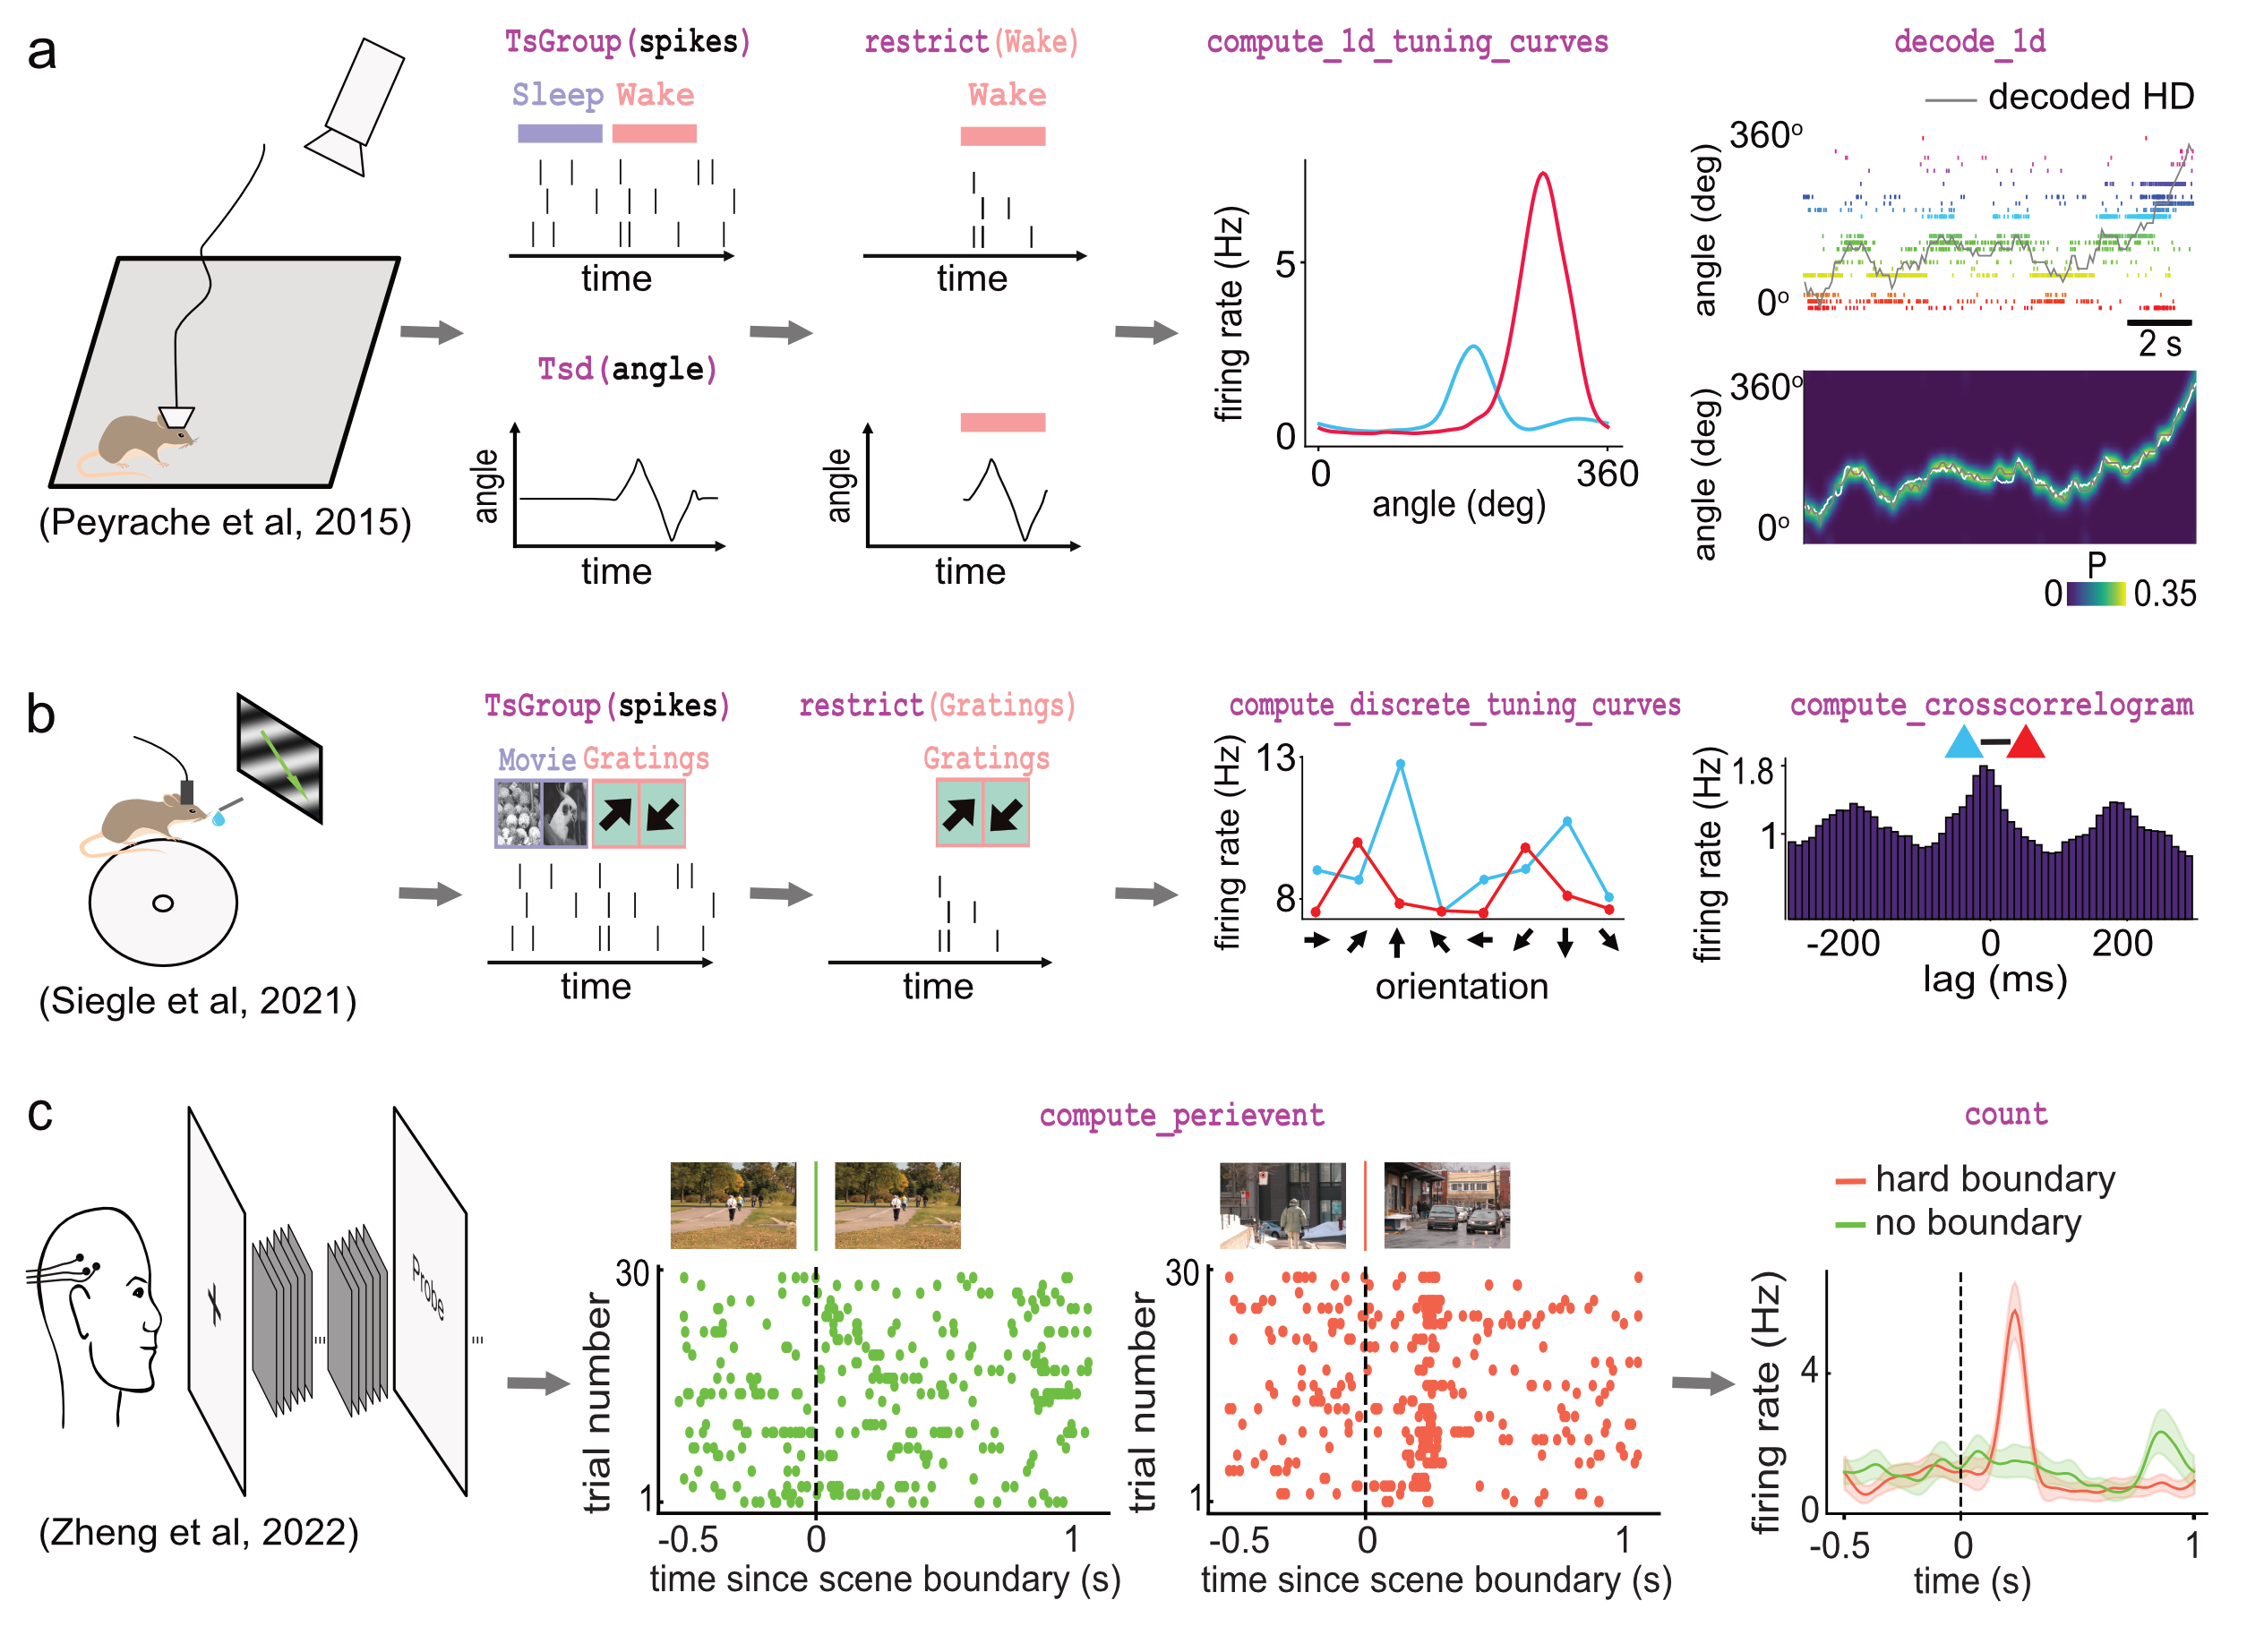 a
TsGroup(spikes)
Sleep Wake
time
Tsd(angle)
angle
time
(Peyrache et al, 2015)
restrict(Wake)
Wake
time
angle
time
compute_1d_tuning_curves
firing rate (Hz)
5
0
0
360
angle (deg)
decode_1d
decoded HD
360°
angle (deg)
0°
2 s
360°
angle (deg)
0°
P
0
0.35
b
(Siegle et al, 2021)
TsGroup(spikes)
Movie Gratings
time
restrict(Gratings)
Gratings
time
compute_discrete_tuning_curves
13
firing rate (Hz)
8
orientation
compute_crosscorrelogram
1.8
firing rate (Hz)
1
-200
0
200
lag (ms)
c
Probe
(Zheng et al, 2022)
compute_perievent
30
trial number
1
-0.5
0
1
time since scene boundary (s)
30
trial number
1
-0.5
0
1
time since scene boundary (s)
count
hard boundary
no boundary
firing rate (Hz)
4
0
-0.5
0
1
time (s)